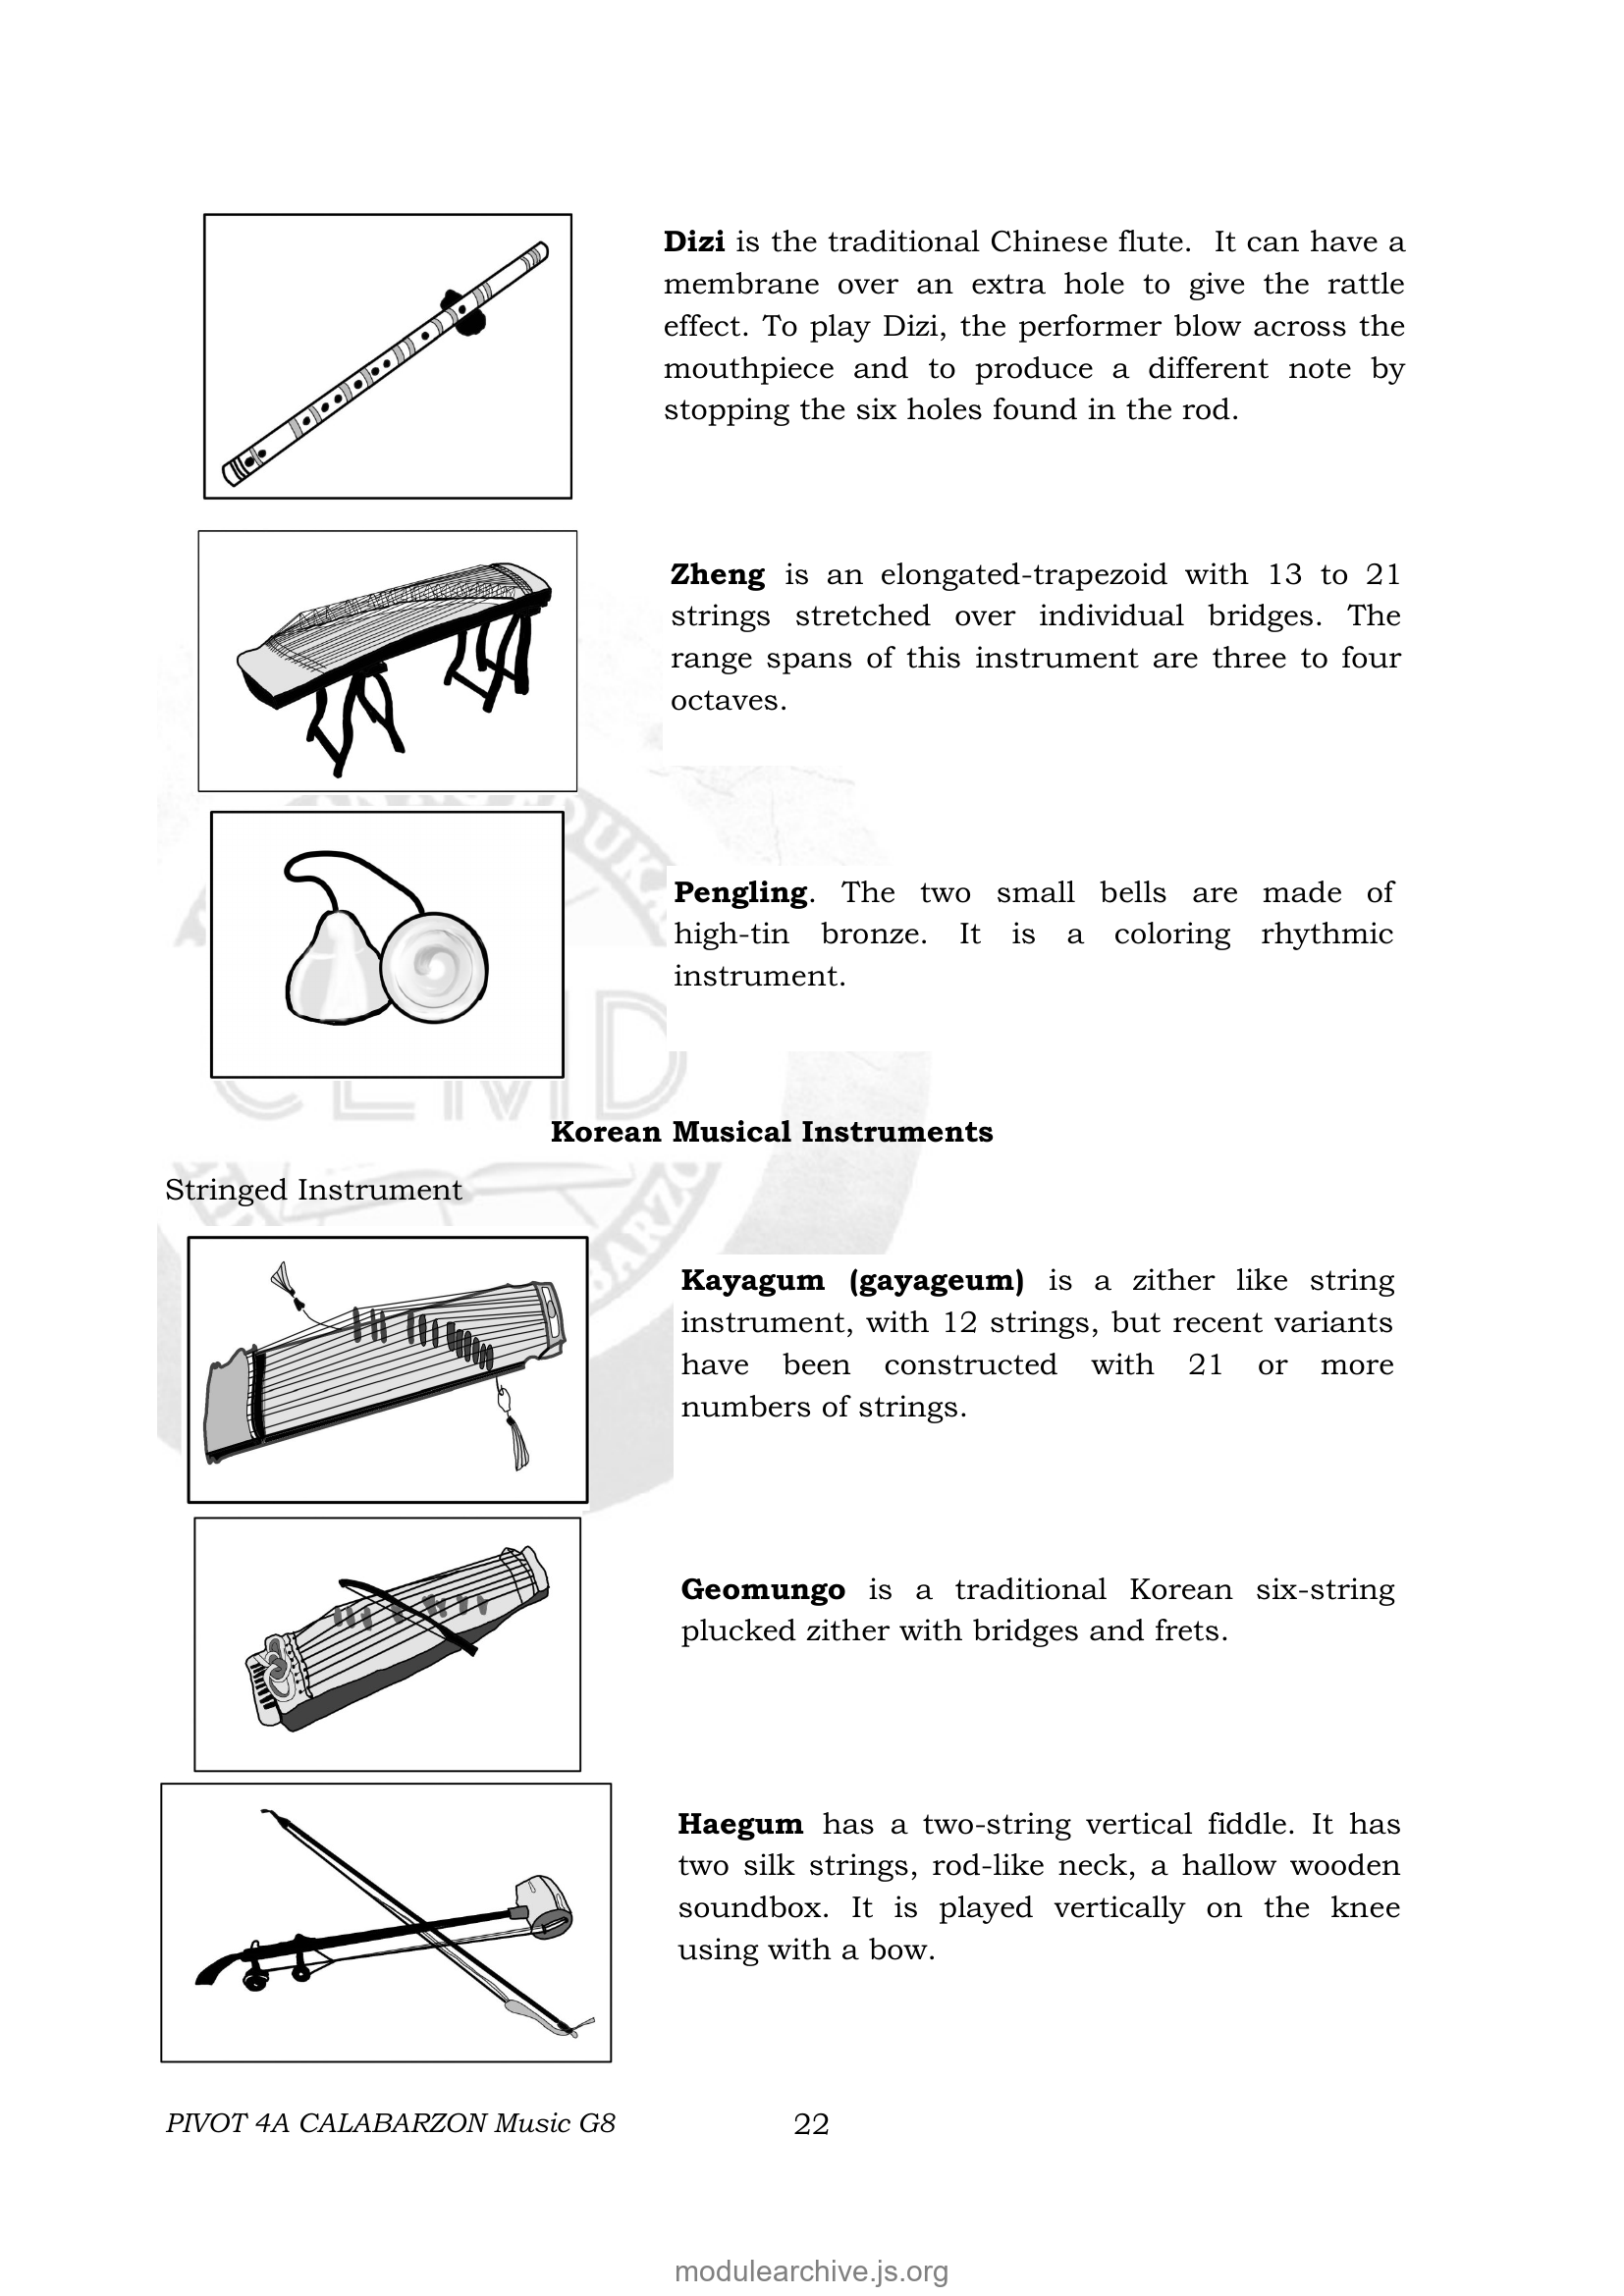 Dizi is the traditional Chinese flute.  It can have a
membrane over an extra hole to give the rattle
effect. To play Dizi, the performer blow across the
mouthpiece and to produce a different note by
stopping the six holes found in the rod.
Zheng is an elongated-trapezoid with 13 to 21
strings stretched over individual bridges. The
range spans of this instrument are three to four
octaves.
Pengling. The two small bells are made of
high-tin bronze. It is a coloring rhythmic
instrument.
CLMD
Korean Musical Instruments
Stringed Instrument
Kayagum (gayageum) is a zither like string
instrument, with 12 strings, but recent variants
have been constructed with 21 or more
numbers of strings.
Geomungo is a traditional Korean six-string
plucked zither with bridges and frets.
Haegum has a two-string vertical fiddle. It has
two silk strings, rod-like neck, a hallow wooden
soundbox. It is played vertically on the knee
using with a bow.
PIVOT 4A CALABARZON Music G8
22
modulearchive.js.org